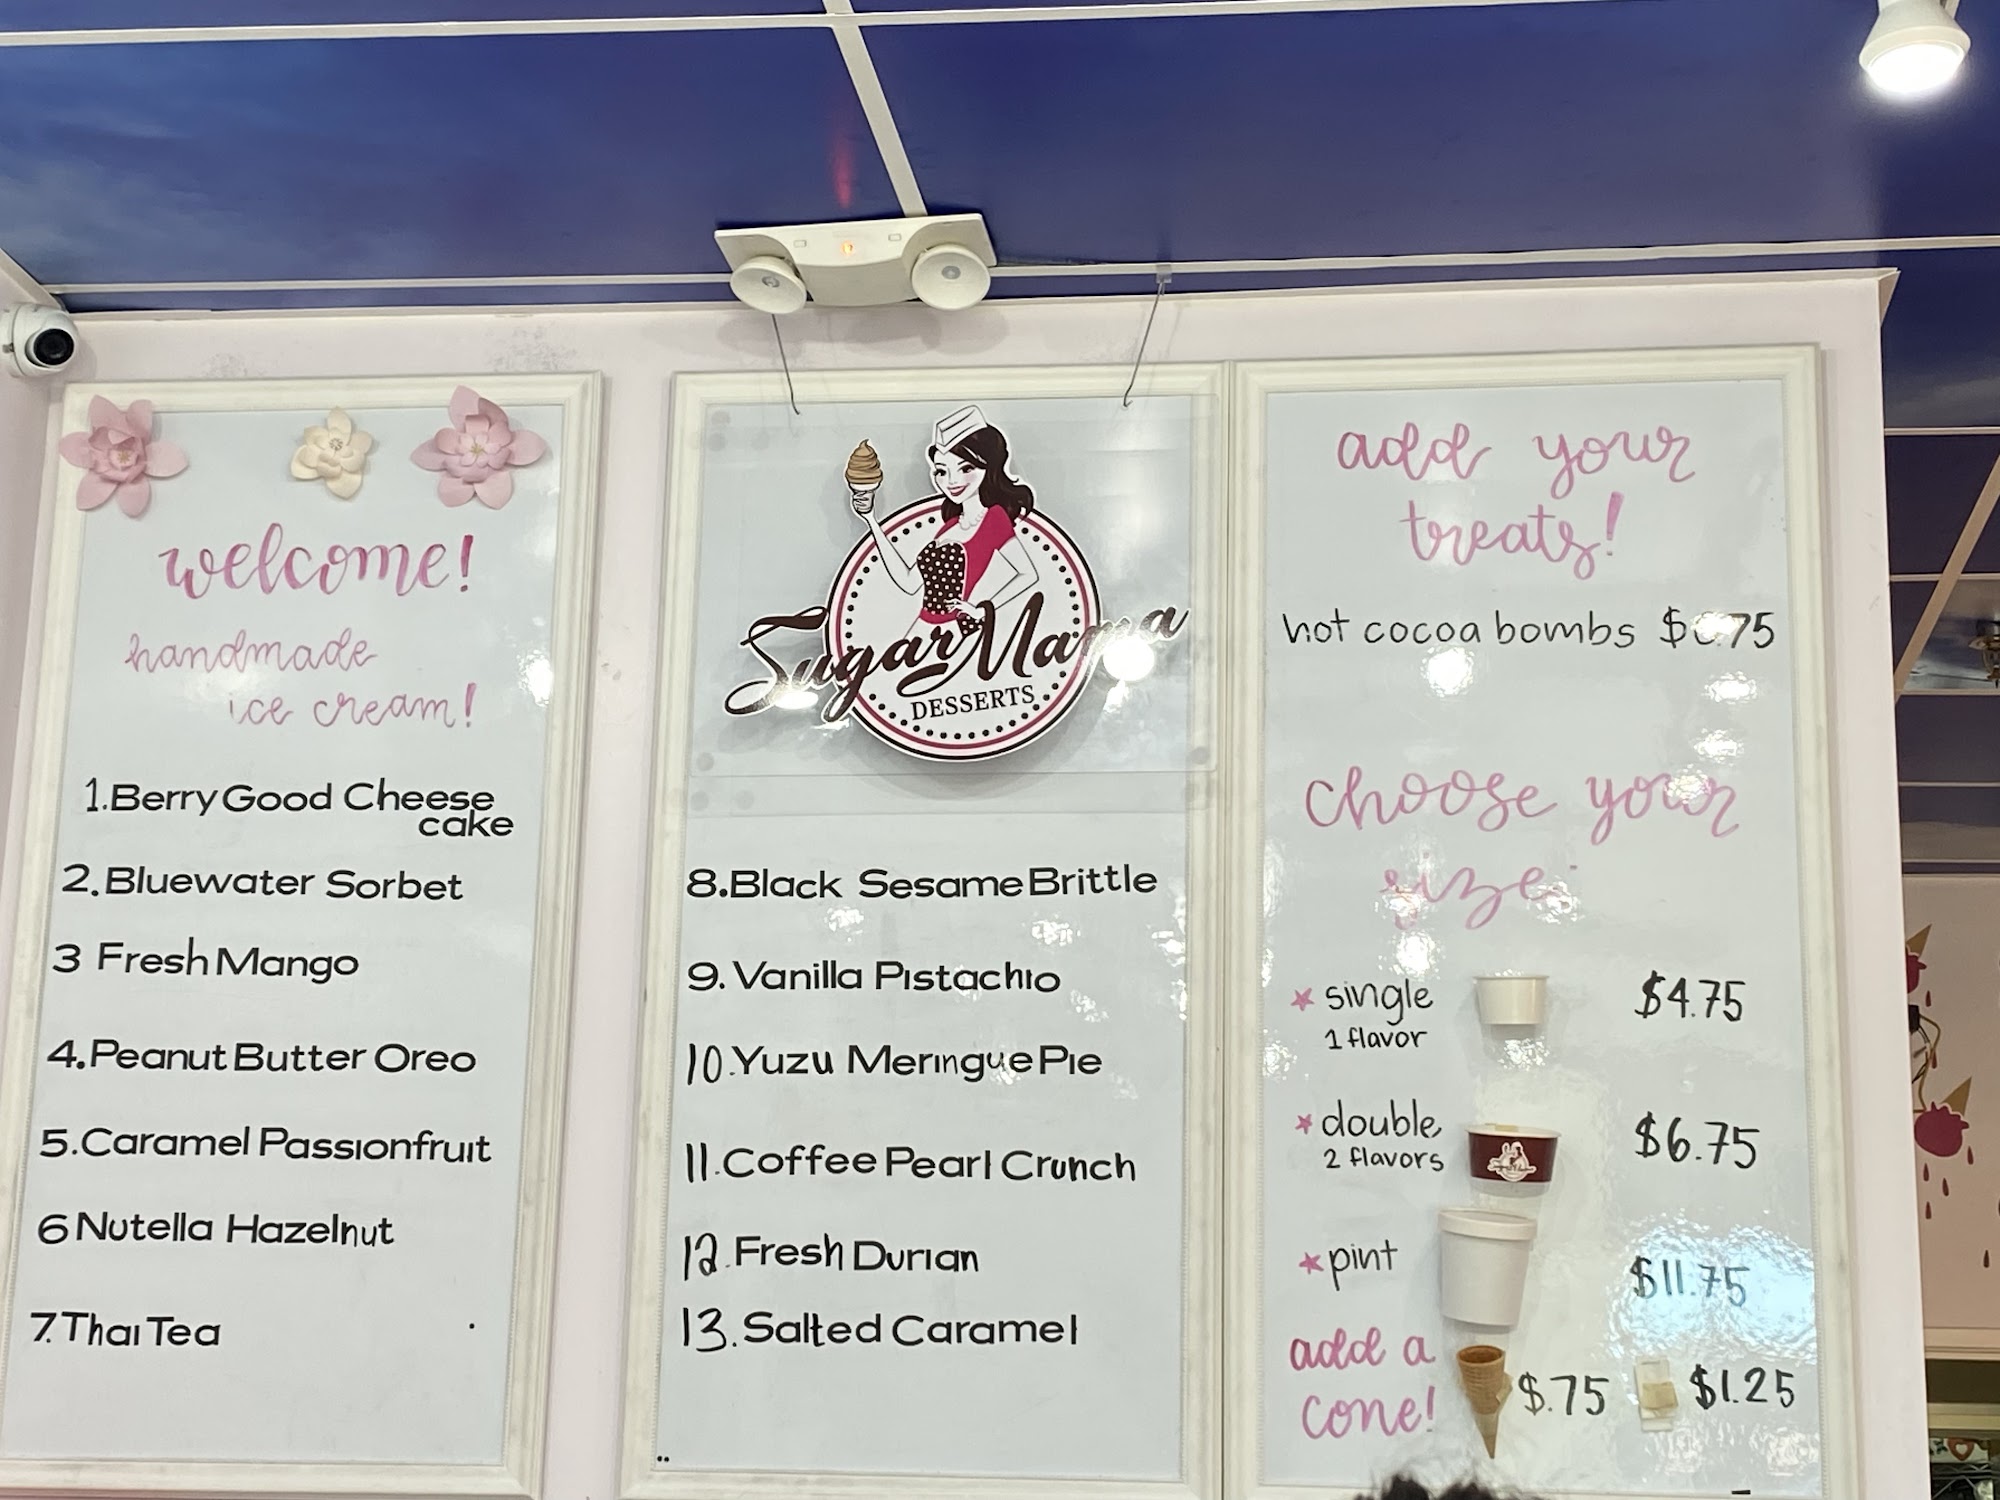 welcome!
handmade
ice cream!
1.Berry Good Cheese
cake
2.Bluewater Sorbet
3 Fresh Mango
4.Peanut Butter Oreo
5.Caramel Passionfruit
6 Nutella Hazelnut
7.Thai Tea
Sugar Mama
DESSERTS
8.Black Sesame Brittle
9. Vanilla Pistachio
10.Yuzu Meringue Pie
11.Coffee Pearl Crunch
12.Fresh Durian
13.Salted Caramel
add your
treats!
hot cocoa bombs
choose your
size:
single $4.75
1 flavor
double $6.75
2 flavors
pint $11.75
add a
cone! $.75 $1.25